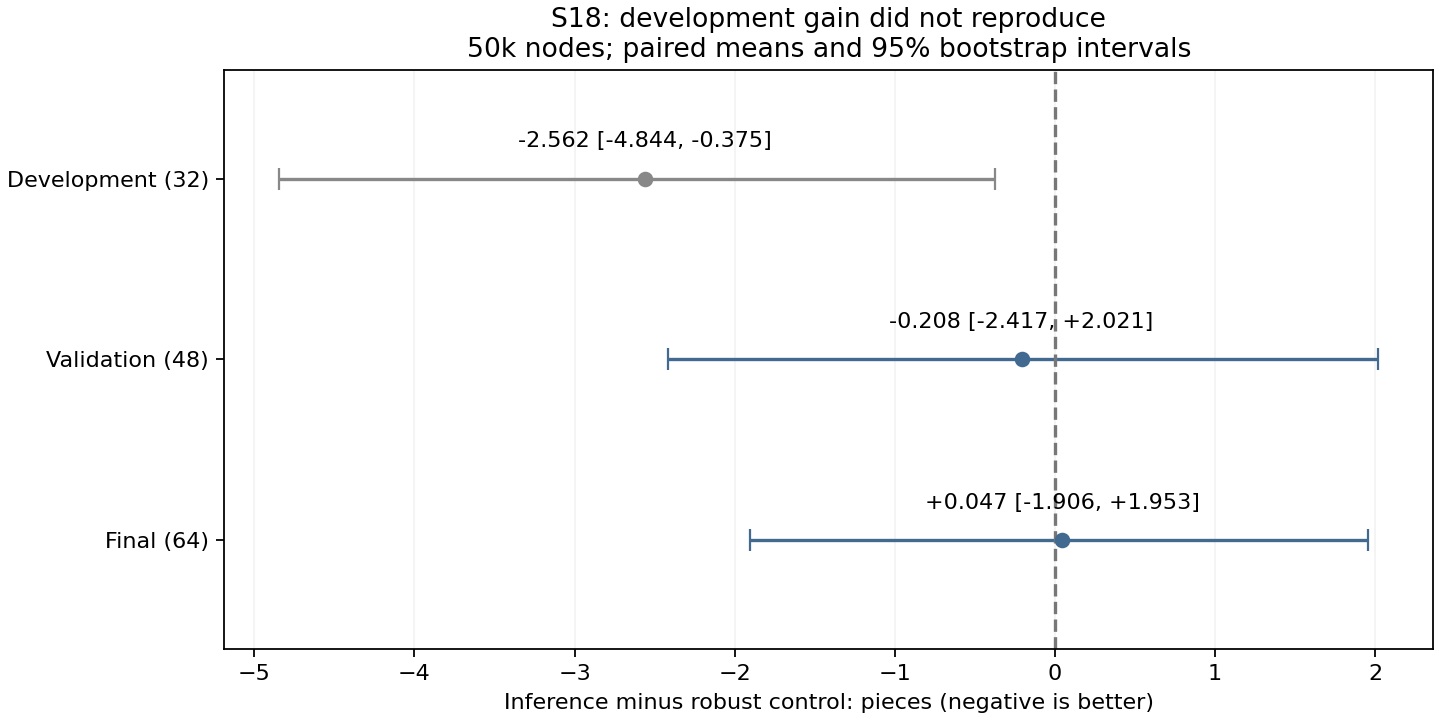 S18: development gain did not reproduce
50k nodes; paired means and 95% bootstrap intervals
-2.562 [-4.844, -0.375]
Development (32)
-0.208 [-2.417, +2.021]
Validation (48)
+0.047 [-1.906, +1.953]
Final (64)
−5 −4 −3 −2 −1 0 1 2
Inference minus robust control: pieces (negative is better)